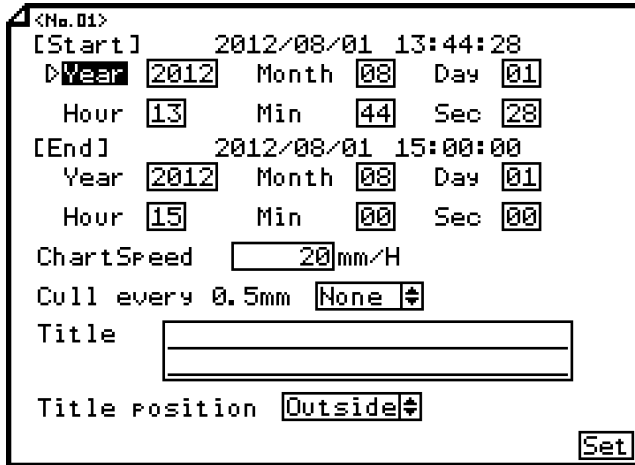 <No.01>
[Start] 2012/08/01 13:44:28
Year 2012 Month 08 Day 01
Hour 13 Min 44 Sec 28
[End] 2012/08/01 15:00:00
Year 2012 Month 08 Day 01
Hour 15 Min 00 Sec 00
ChartSpeed 20mm/H
Cull every 0.5mm None
Title
Title position Outside
Set